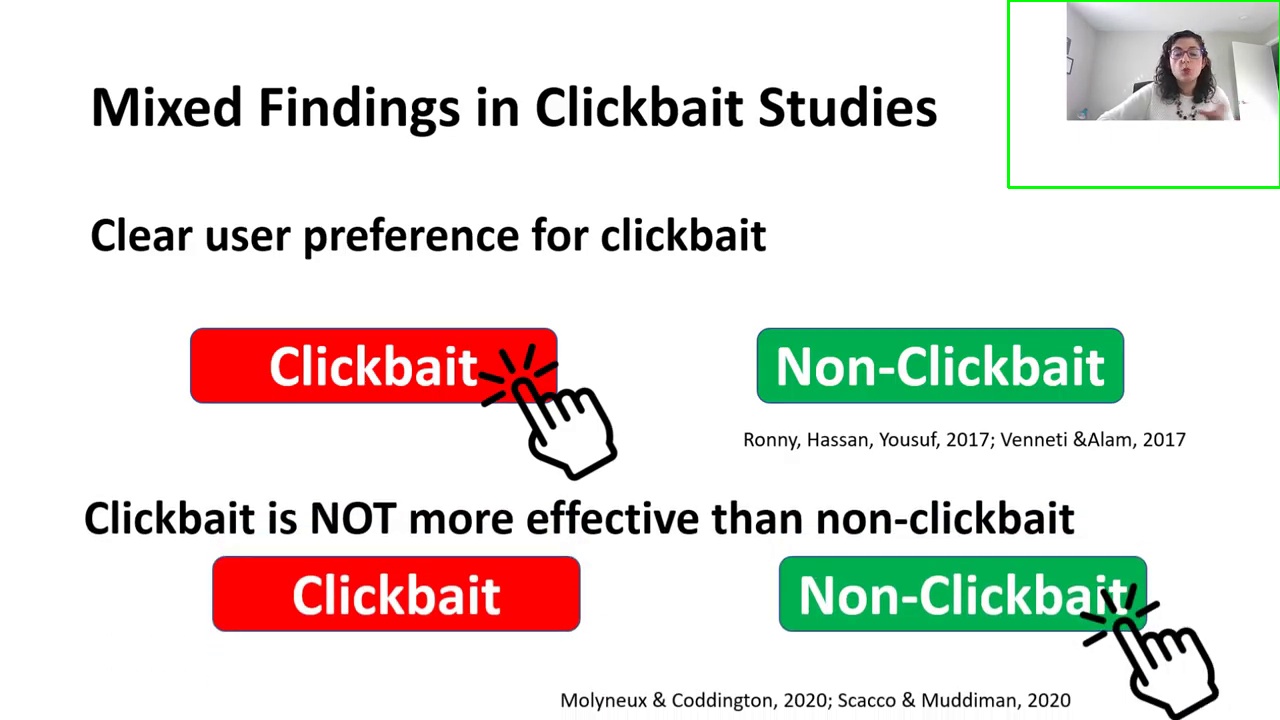 Mixed Findings in Clickbait Studies
Clear user preference for clickbait
Clickbait
Non-Clickbait
Ronny, Hassan, Yousuf, 2017; Venneti &Alam, 2017
Clickbait is NOT more effective than non-clickbait
Clickbait
Non-Clickbait
Molyneux & Coddington, 2020; Scacco & Muddiman, 2020